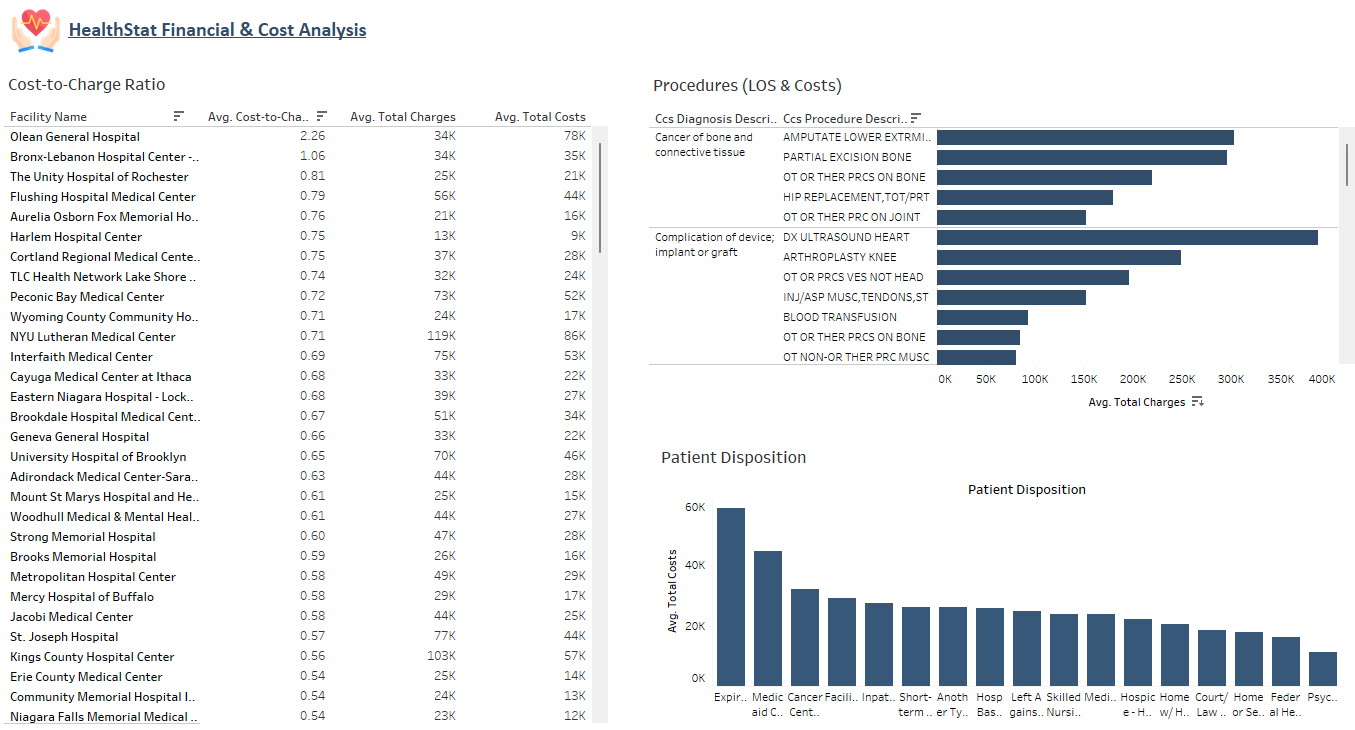 HealthStat Financial & Cost Analysis
Cost-to-Charge Ratio
Facility Name Avg. Cost-to-Cha.. Avg. Total Charges Avg. Total Costs
Olean General Hospital 2.26 34K 78K
Bronx-Lebanon Hospital Center -.. 1.06 34K 35K
The Unity Hospital of Rochester 0.81 25K 21K
Flushing Hospital Medical Center 0.79 56K 44K
Aurelia Osborn Fox Memorial Ho.. 0.76 21K 16K
Harlem Hospital Center 0.75 13K 9K
Cortland Regional Medical Cente.. 0.75 37K 28K
TLC Health Network Lake Shore .. 0.74 32K 24K
Peconic Bay Medical Center 0.72 73K 52K
Wyoming County Community Ho.. 0.71 24K 17K
NYU Lutheran Medical Center 0.71 119K 86K
Interfaith Medical Center 0.69 75K 53K
Cayuga Medical Center at Ithaca 0.68 33K 22K
Eastern Niagara Hospital - Lock.. 0.68 39K 27K
Brookdale Hospital Medical Cent.. 0.67 51K 34K
Geneva General Hospital 0.66 33K 22K
University Hospital of Brooklyn 0.65 70K 46K
Adirondack Medical Center-Sara.. 0.63 44K 28K
Mount St Marys Hospital and He.. 0.61 25K 15K
Woodhull Medical & Mental Heal.. 0.61 44K 27K
Strong Memorial Hospital 0.60 47K 28K
Brooks Memorial Hospital 0.59 26K 16K
Metropolitan Hospital Center 0.58 49K 29K
Mercy Hospital of Buffalo 0.58 29K 17K
Jacobi Medical Center 0.58 44K 25K
St. Joseph Hospital 0.57 77K 44K
Kings County Hospital Center 0.56 103K 57K
Erie County Medical Center 0.54 25K 14K
Community Memorial Hospital I.. 0.54 24K 13K
Niagara Falls Memorial Medical .. 0.54 23K 12K
Procedures (LOS & Costs)
Ccs Diagnosis Descri.. Ccs Procedure Descri..
Cancer of bone and
connective tissue
AMPUTATE LOWER EXTRMI..
PARTIAL EXCISION BONE
OT OR THER PRCS ON BONE
HIP REPLACEMENT,TOT/PRT
OT OR THER PRC ON JOINT
Complication of device;
implant or graft
DX ULTRASOUND HEART
ARTHROPLASTY KNEE
OT OR PRCS VES NOT HEAD
INJ/ASP MUSC,TENDONS,ST
BLOOD TRANSFUSION
OT OR THER PRCS ON BONE
OT NON-OR THER PRC MUSC
0K 50K 100K 150K 200K 250K 300K 350K 400K
Avg. Total Charges
Patient Disposition
Patient Disposition
Avg. Total Costs
60K
40K
20K
0K
Expir.. Medic Cancer Facili.. Inpat.. Short- Anoth Hosp Left A Skilled Medi.. Hospic Home Court/ Home Feder Psyc..
aid C.. Cent.. term .. er Ty.. Bas.. gains.. Nursi.. e - H.. w/ H.. Law .. or Se.. al He..